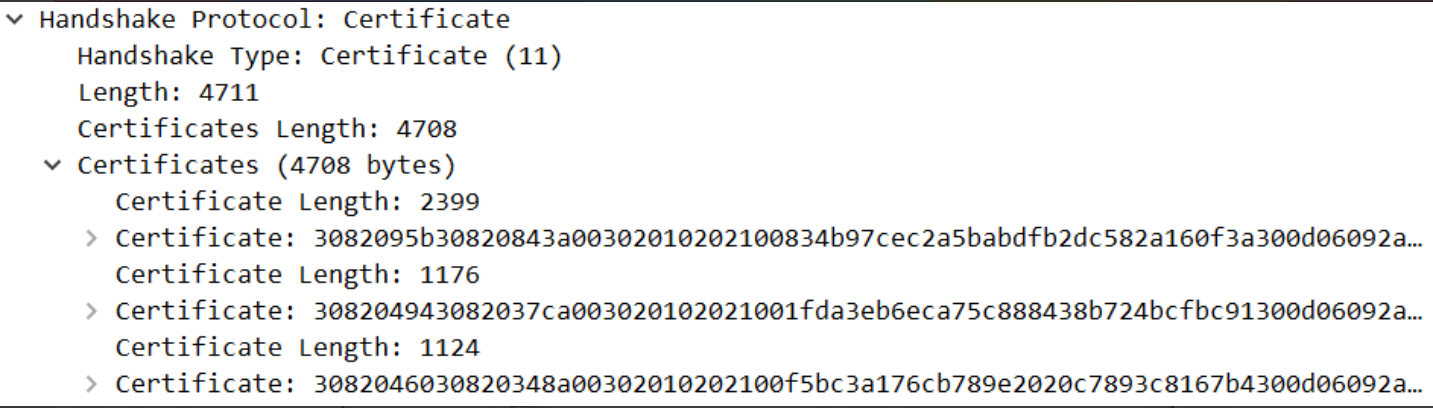 Handshake Protocol: Certificate
Handshake Type: Certificate (11)
Length: 4711
Certificates Length: 4708
Certificates (4708 bytes)
Certificate Length: 2399
Certificate: 3082095b30820843a00302010202100834b97cec2a5babdfb2dc582a160f3a300d06092a…
Certificate Length: 1176
Certificate: 308204943082037ca003020102021001fda3eb6eca75c888438b724bcfbc91300d06092a…
Certificate Length: 1124
Certificate: 3082046030820348a00302010202100f5bc3a176cb789e2020c7893c8167b4300d06092a…